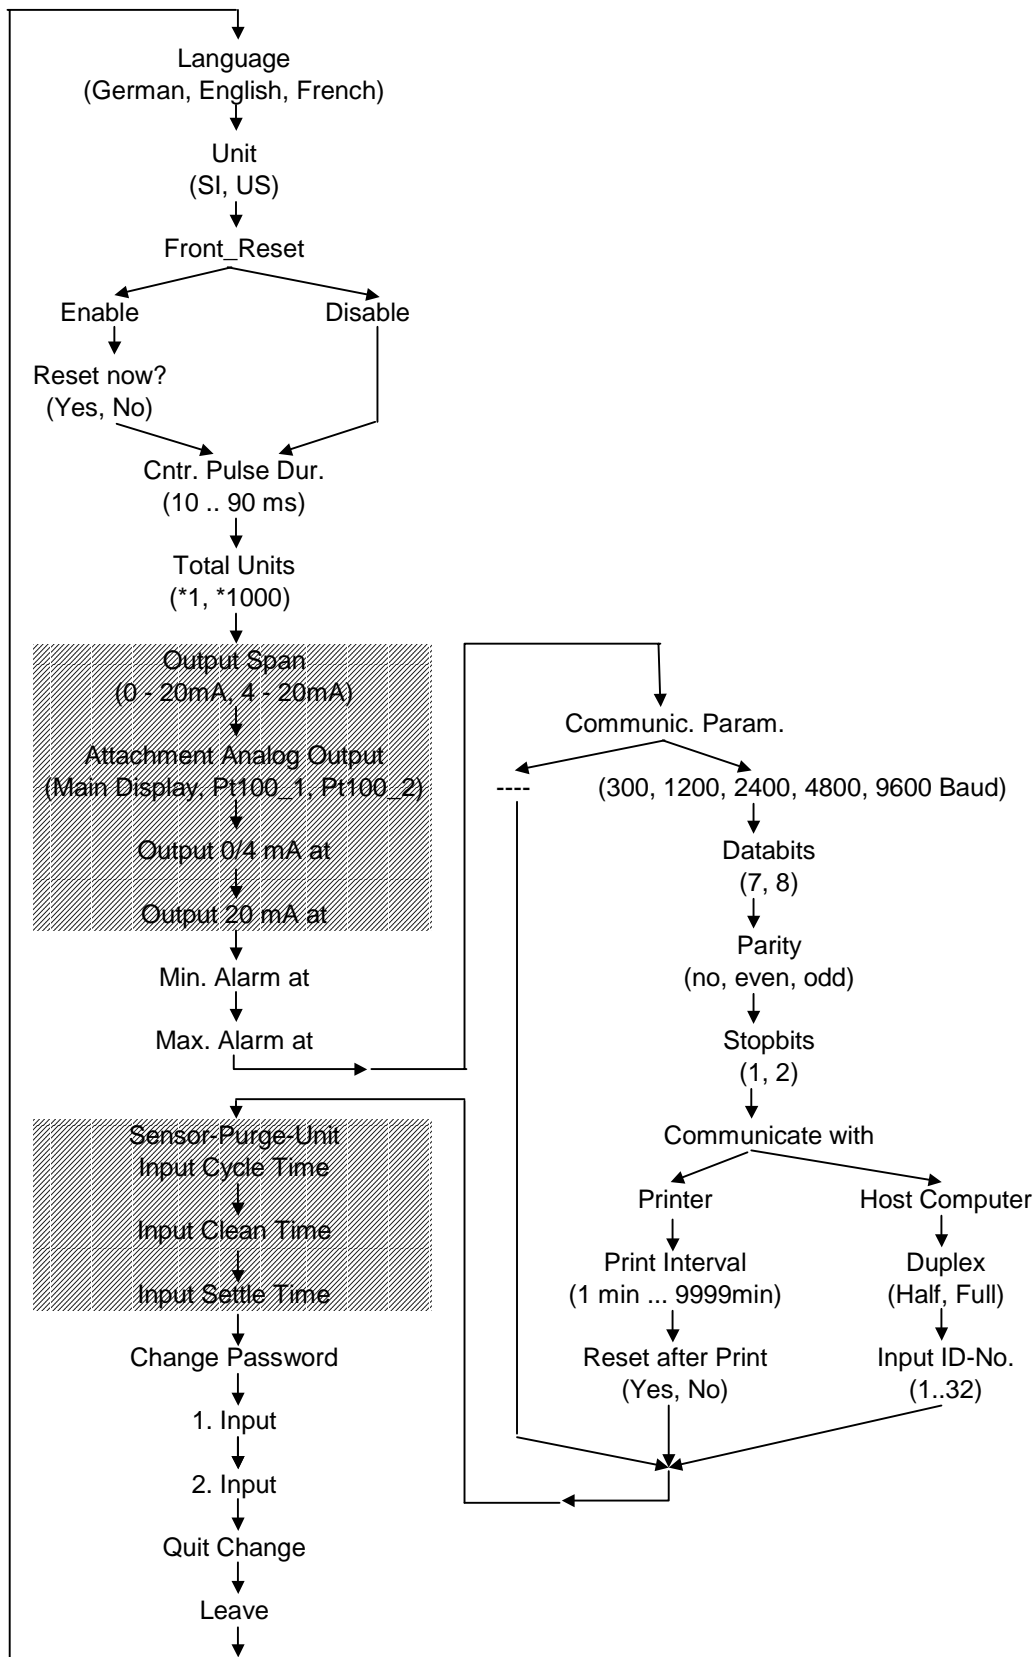 Language
(German, English, French)
Unit
(SI, US)
Front_Reset
Enable
Disable
Reset now?
(Yes, No)
Cntr. Pulse Dur.
(10 .. 90 ms)
Total Units
(*1, *1000)
Output Span
(0 - 20mA, 4 - 20mA)
Attachment Analog Output
(Main Display, Pt100_1, Pt100_2)
Output 0/4 mA at
Output 20 mA at
Min. Alarm at
Max. Alarm at
Communic. Param.
----
(300, 1200, 2400, 4800, 9600 Baud)
Databits
(7, 8)
Parity
(no, even, odd)
Stopbits
(1, 2)
Communicate with
Printer
Host Computer
Print Interval
(1 min ... 9999min)
Duplex
(Half, Full)
Reset after Print
(Yes, No)
Input ID-No.
(1..32)
Sensor-Purge-Unit
Input Cycle Time
Input Clean Time
Input Settle Time
Change Password
1. Input
2. Input
Quit Change
Leave